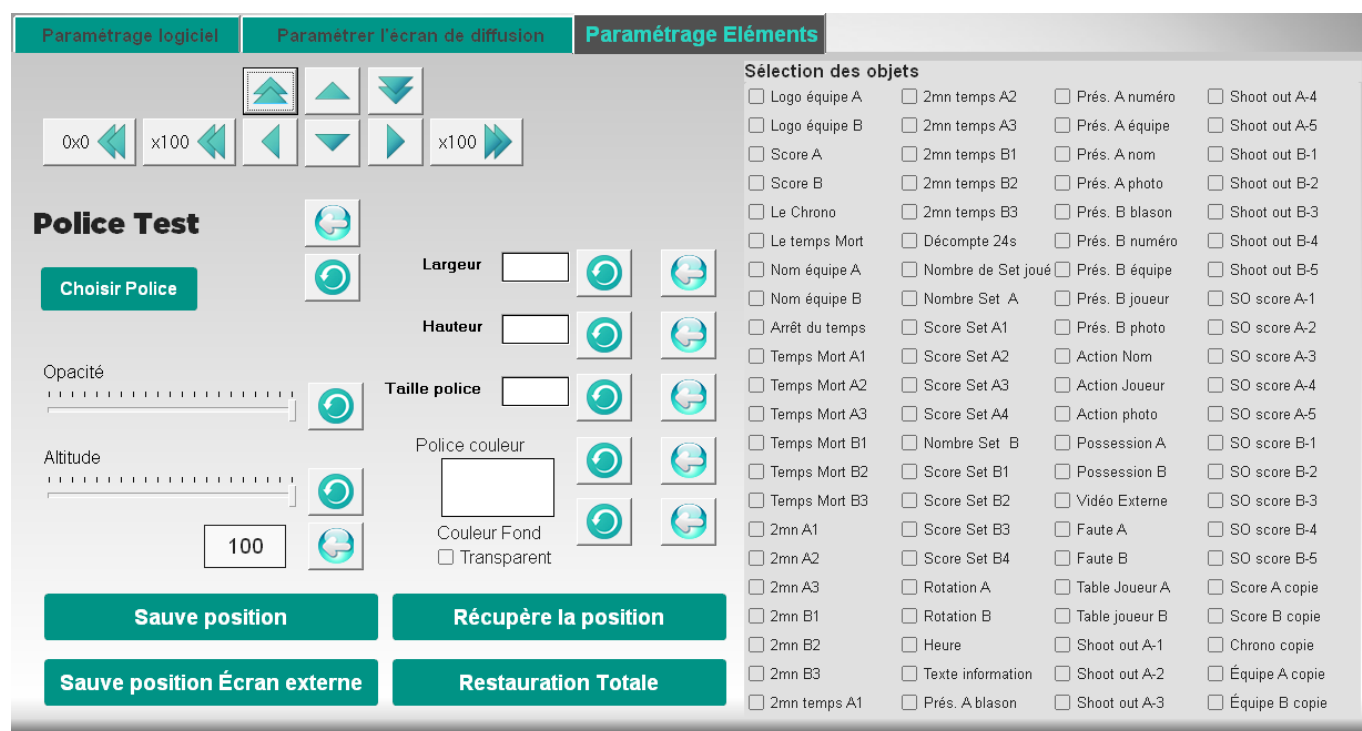 Paramétrage logiciel
Paramétrer l'écran de diffusion
Paramétrage Eléments
0x0
x100
x100
Police Test
Choisir Police
Largeur
Hauteur
Opacité
Taille police
Police couleur
Altitude
Couleur Fond
100
Transparent
Sauve position
Récupère la position
Sauve position Écran externe
Restauration Totale
Sélection des objets
Logo équipe A
Logo équipe B
Score A
Score B
Le Chrono
Le temps Mort
Nom équipe A
Nom équipe B
Arrêt du temps
Temps Mort A1
Temps Mort A2
Temps Mort A3
Temps Mort B1
Temps Mort B2
Temps Mort B3
2mn A1
2mn A2
2mn A3
2mn B1
2mn B2
2mn B3
2mn temps A1
2mn temps A2
2mn temps A3
2mn temps B1
2mn temps B2
2mn temps B3
Décompte 24s
Nombre de Set joué
Nombre Set A
Score Set A1
Score Set A2
Score Set A3
Score Set A4
Nombre Set B
Score Set B1
Score Set B2
Score Set B3
Score Set B4
Rotation A
Rotation B
Heure
Texte information
Prés. A blason
Prés. A numéro
Prés. A équipe
Prés. A nom
Prés. A photo
Prés. B blason
Prés. B numéro
Prés. B équipe
Prés. B joueur
Prés. B photo
Action Nom
Action Joueur
Action photo
Possession A
Possession B
Vidéo Externe
Faute A
Faute B
Table Joueur A
Table joueur B
Shoot out A-1
Shoot out A-2
Shoot out A-3
Shoot out A-4
Shoot out A-5
Shoot out B-1
Shoot out B-2
Shoot out B-3
Shoot out B-4
Shoot out B-5
SO score A-1
SO score A-2
SO score A-3
SO score A-4
SO score A-5
SO score B-1
SO score B-2
SO score B-3
SO score B-4
SO score B-5
Score A copie
Score B copie
Chrono copie
Équipe A copie
Équipe B copie